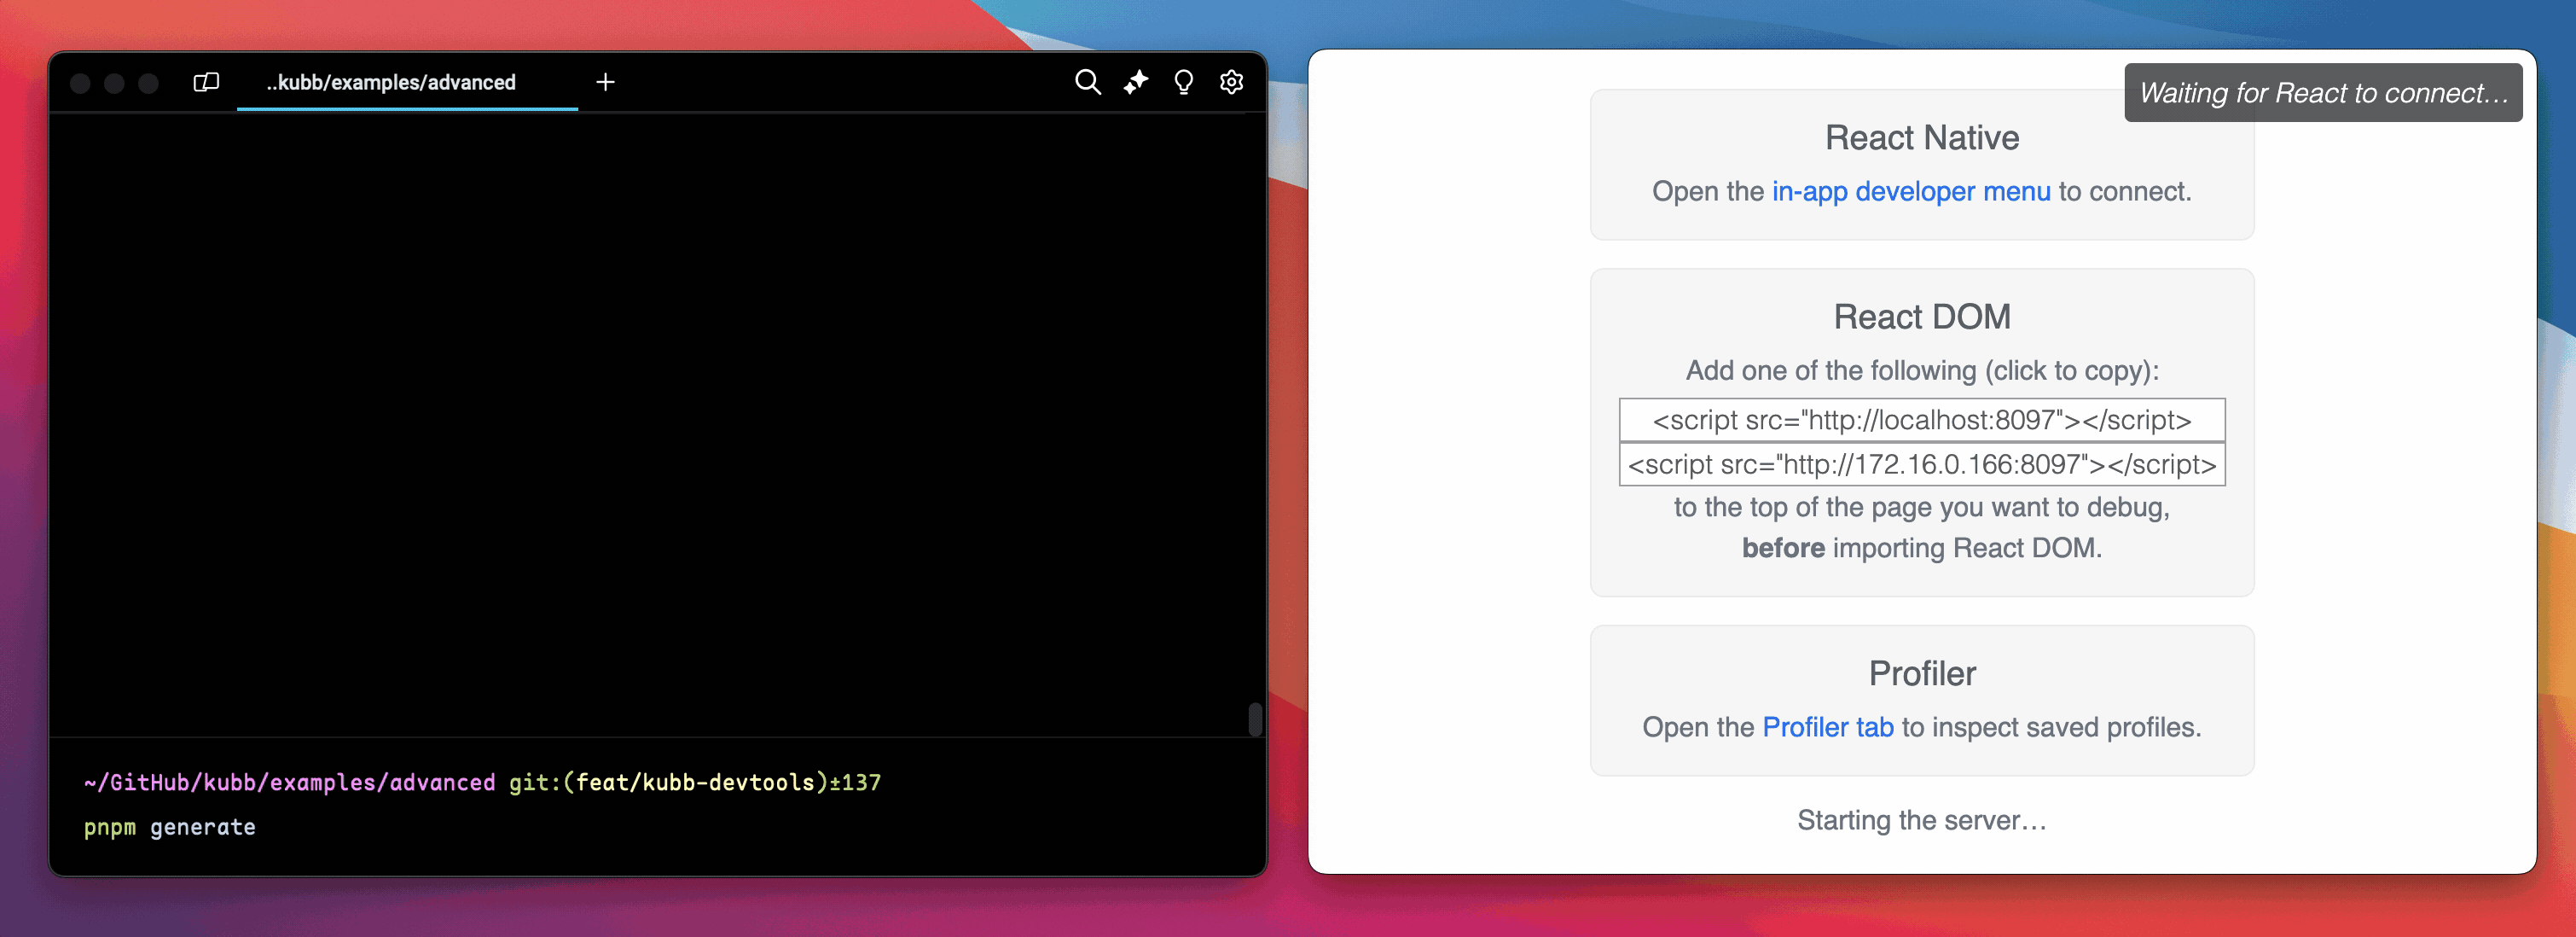 ..kubb/examples/advanced
~/GitHub/kubb/examples/advanced git:(feat/kubb-devtools)±137
pnpm generate
Waiting for React to connect…
React Native
Open the in-app developer menu to connect.
React DOM
Add one of the following (click to copy):
<script src="http://localhost:8097"></script>
<script src="http://172.16.0.166:8097"></script>
to the top of the page you want to debug,
before importing React DOM.
Profiler
Open the Profiler tab to inspect saved profiles.
Starting the server…